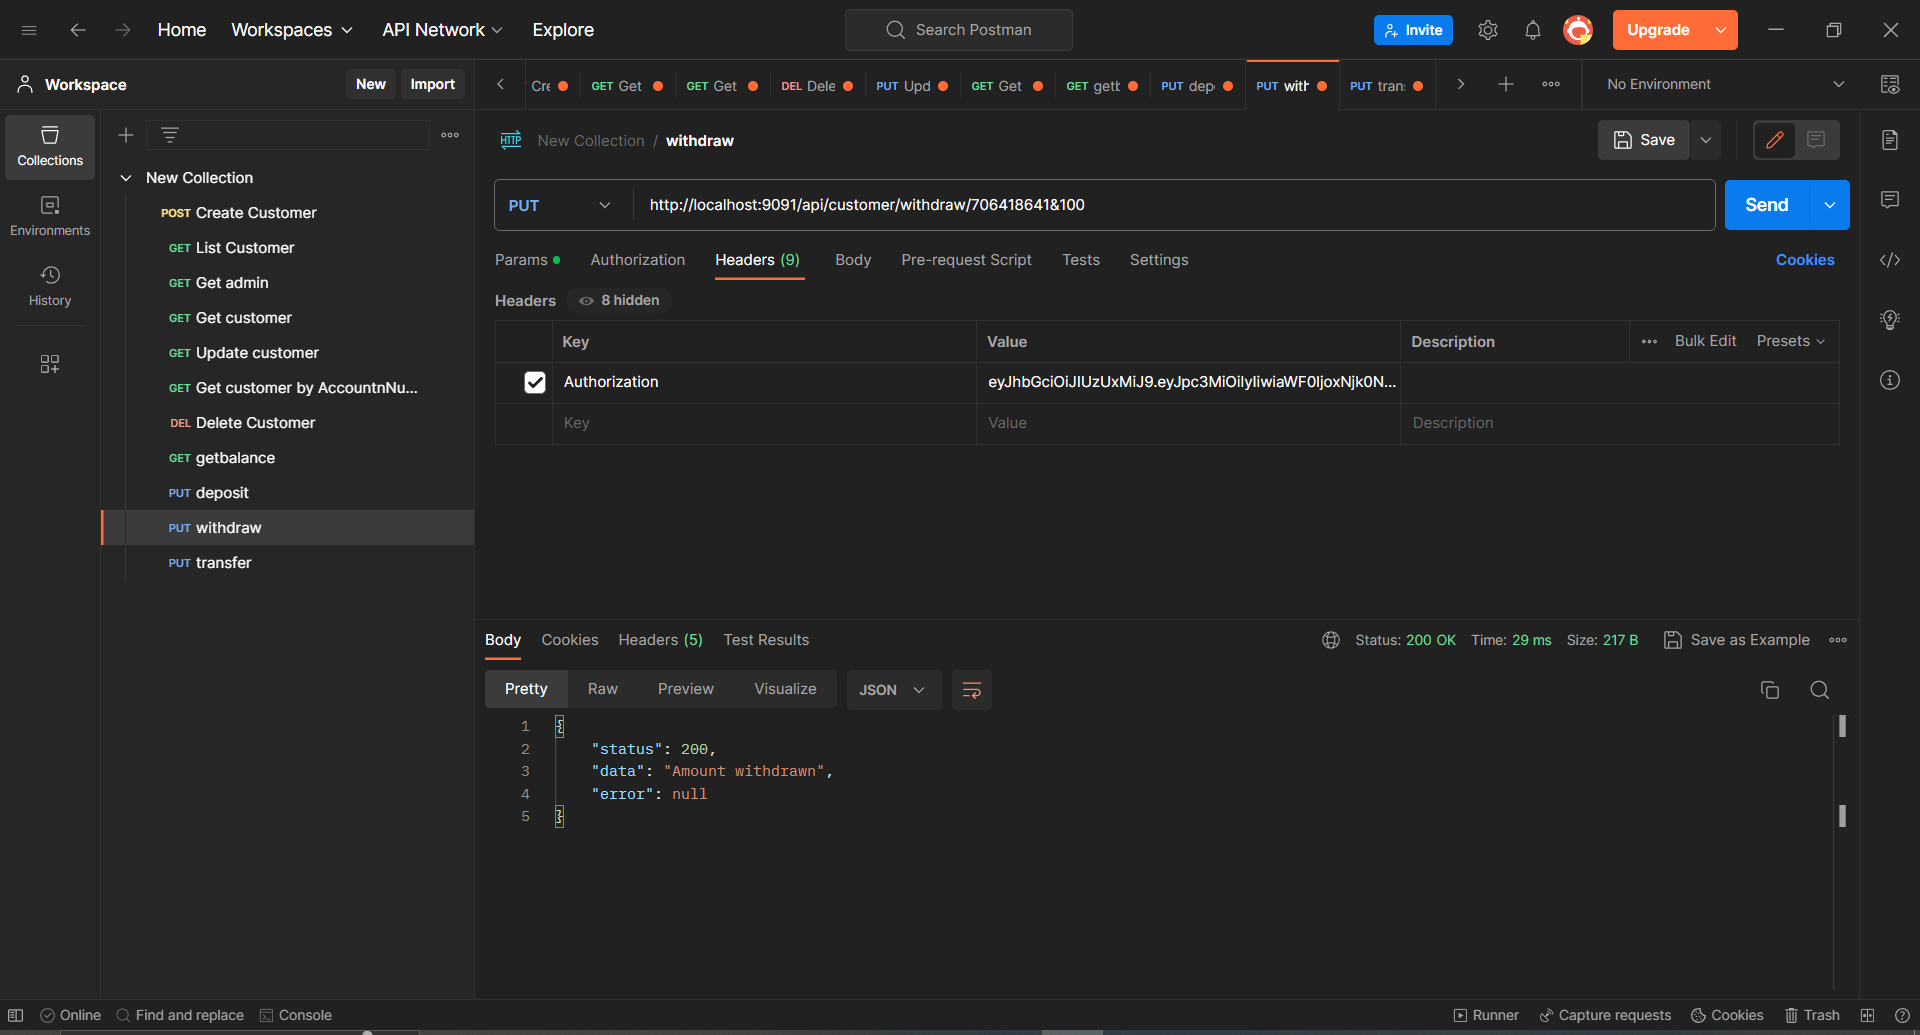 Home Workspaces API Network Explore Search Postman Invite Upgrade
Workspace New Import
Cre GET Get GET Get DEL Dele PUT Upd GET Get GET getb PUT dep PUT with PUT tran No Environment
Collections
Environments
History
New Collection
POST Create Customer
GET List Customer
GET Get admin
GET Get customer
GET Update customer
GET Get customer by AccountnNu...
DEL Delete Customer
GET getbalance
PUT deposit
PUT withdraw
PUT transfer
HTTP New Collection / withdraw Save
PUT http://localhost:9091/api/customer/withdraw/706418641&100 Send
Params Authorization Headers (9) Body Pre-request Script Tests Settings Cookies
Headers 8 hidden
Key Value Description Bulk Edit Presets
Authorization eyJhbGciOiJIUzUxMiJ9.eyJpc3MiOiIyIiwiaWF0IjoxNjk0N...
Key Value Description
Body Cookies Headers (5) Test Results Status: 200 OK Time: 29 ms Size: 217 B Save as Example
Pretty Raw Preview Visualize JSON
1 {
2 "status": 200,
3 "data": "Amount withdrawn",
4 "error": null
5 }
Online Find and replace Console Runner Capture requests Cookies Trash